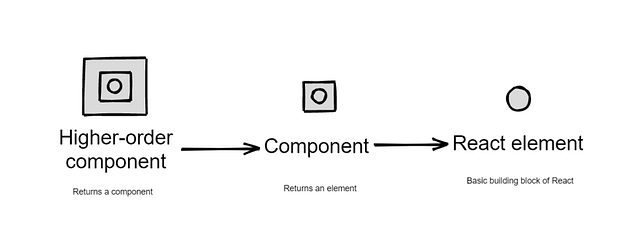 Higher-order
component
Returns a component
Component
Returns an element
React element
Basic building block of React